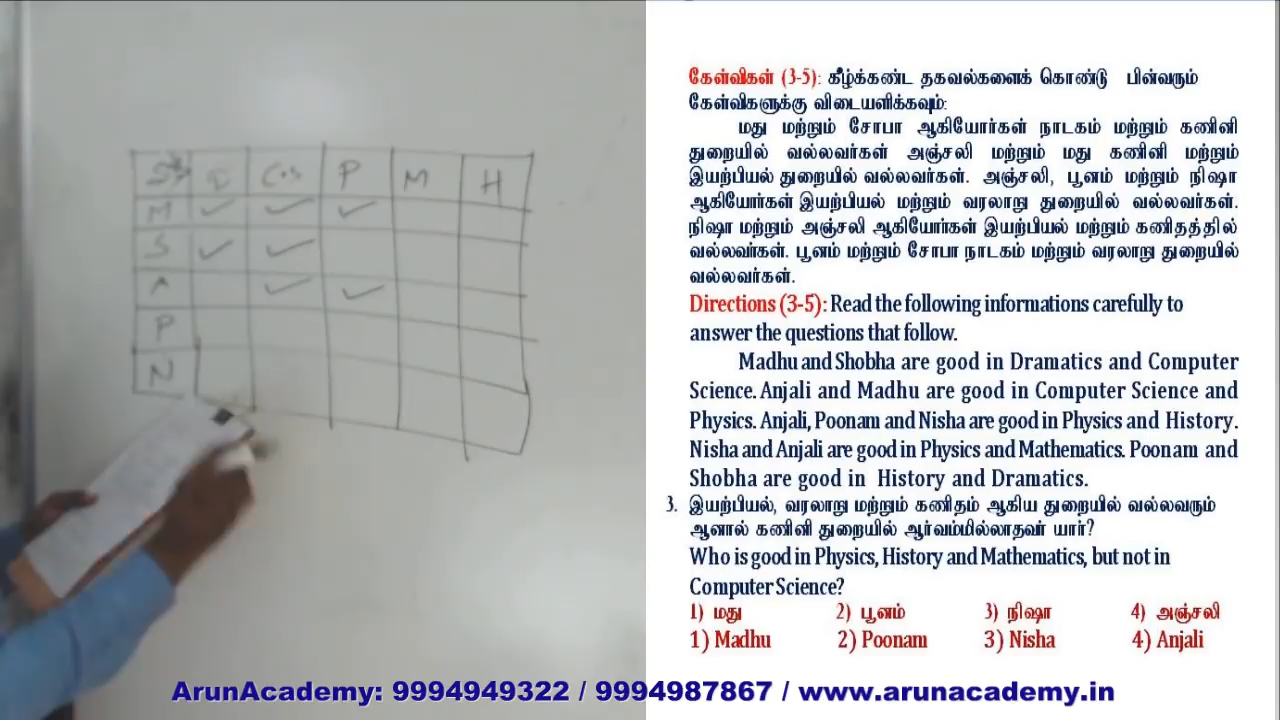 D C.S P M H
M
S
A
P
N
கேள்விகள் (3-5): கீழ்க்கண்ட தகவல்களைக் கொண்டு பின்வரும்
கேள்விகளுக்கு விடையளிக்கவும்:
மது மற்றும் சோபா ஆகியோர்கள் நாடகம் மற்றும் கணினி
துறையில் வல்லவர்கள் அஞ்சலி மற்றும் மது கணினி மற்றும்
இயற்பியல் துறையில் வல்லவர்கள். அஞ்சலி, பூனம் மற்றும் நிஷா
ஆகியோர்கள் இயற்பியல் மற்றும் வரலாறு துறையில் வல்லவர்கள்.
நிஷா மற்றும் அஞ்சலி ஆகியோர்கள் இயற்பியல் மற்றும் கணிதத்தில்
வல்லவர்கள். பூனம் மற்றும் சோபா நாடகம் மற்றும் வரலாறு துறையில்
வல்லவர்கள்.
Directions (3-5): Read the following informations carefully to
answer the questions that follow.
Madhu and Shobha are good in Dramatics and Computer
Science. Anjali and Madhu are good in Computer Science and
Physics. Anjali, Poonam and Nisha are good in Physics and History.
Nisha and Anjali are good in Physics and Mathematics. Poonam and
Shobha are good in History and Dramatics.
3. இயற்பியல், வரலாறு மற்றும் கணிதம் ஆகிய துறையில் வல்லவரும்
ஆனால் கணினி துறையில் ஆர்வம்மில்லாதவர் யார்?
Who is good in Physics, History and Mathematics, but not in
Computer Science?
1) மது 2) பூனம் 3) நிஷா 4) அஞ்சலி
1) Madhu 2) Poonam 3) Nisha 4) Anjali
ArunAcademy: 9994949322 / 9994987867 / www.arunacademy.in